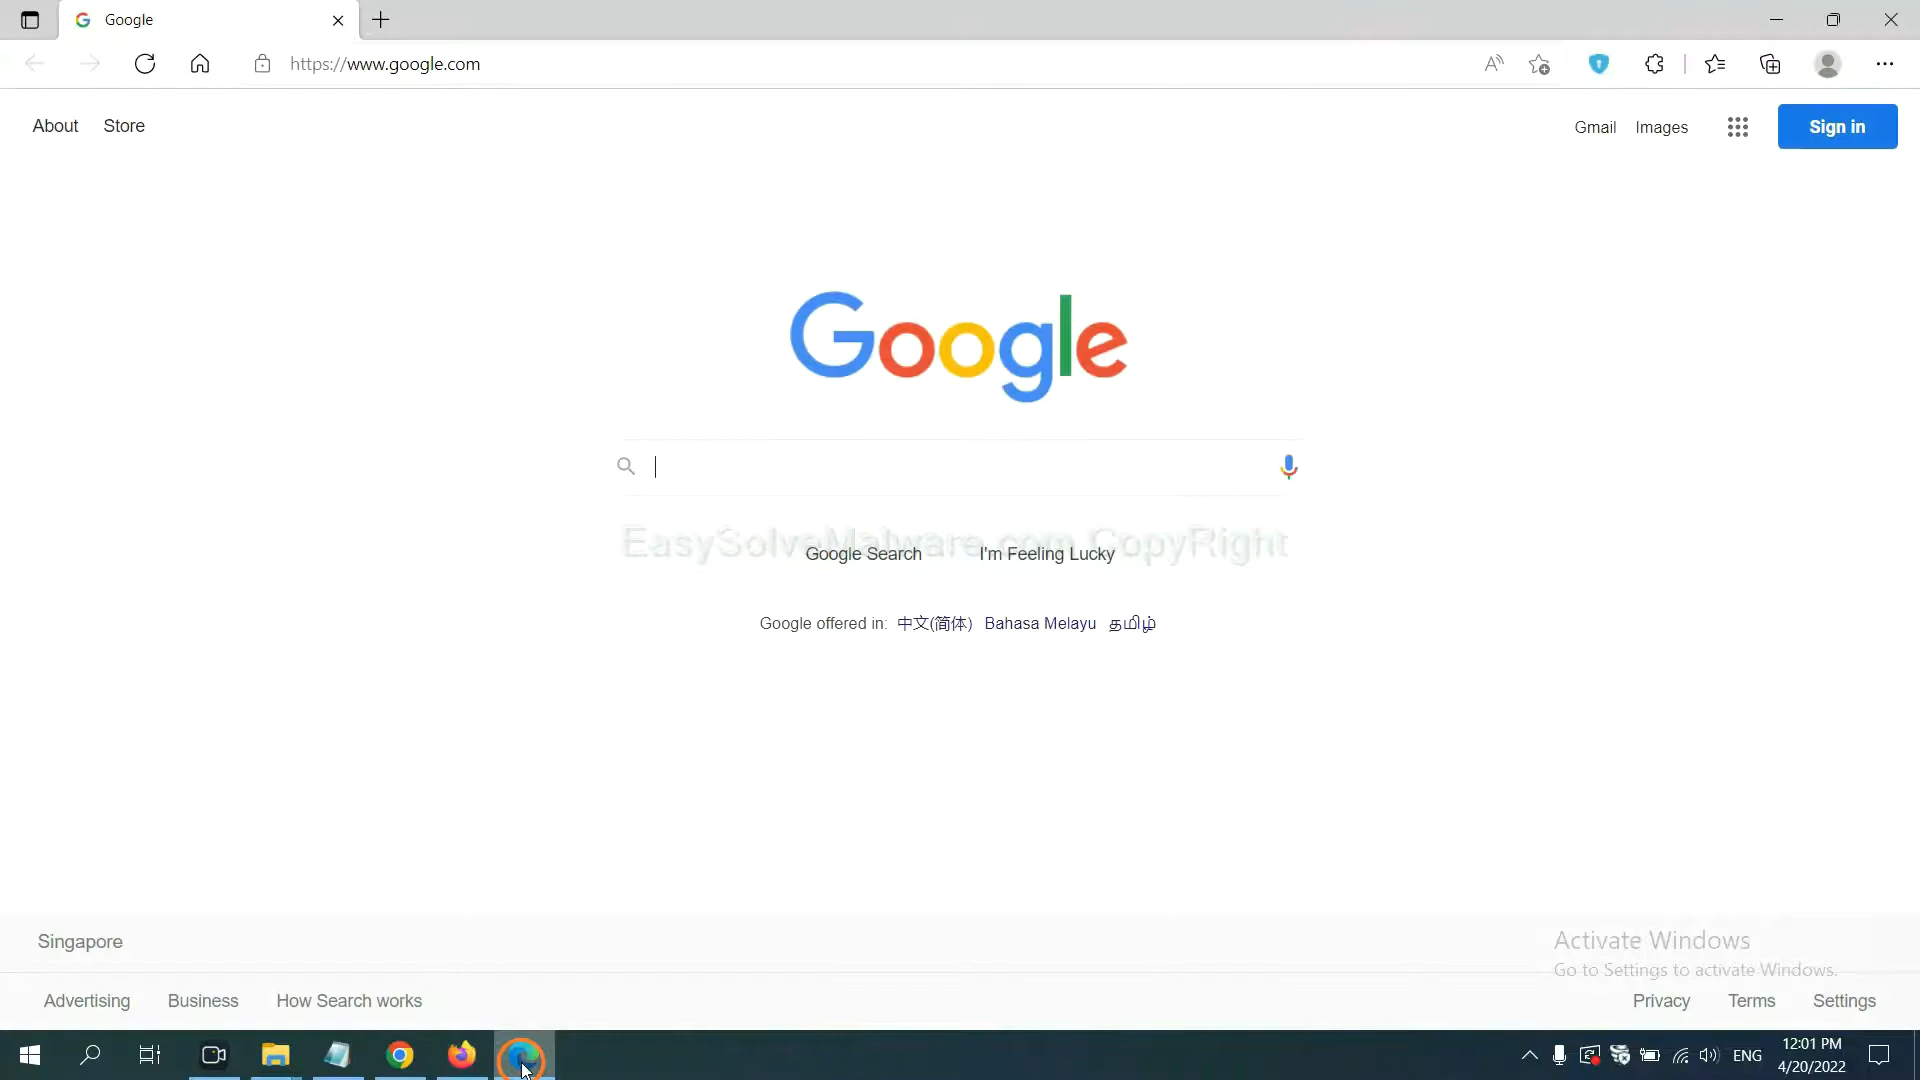 Google
https://www.google.com
About Store
Gmail Images Sign in
Google
EasySolveMalware.com CopyRight
Google Search I'm Feeling Lucky
Google offered in: 中文(简体) Bahasa Melayu தமிழ்
Singapore
Activate Windows
Go to Settings to activate Windows.
Advertising Business How Search works
Privacy Terms Settings
ENG
12:01 PM
4/20/2022